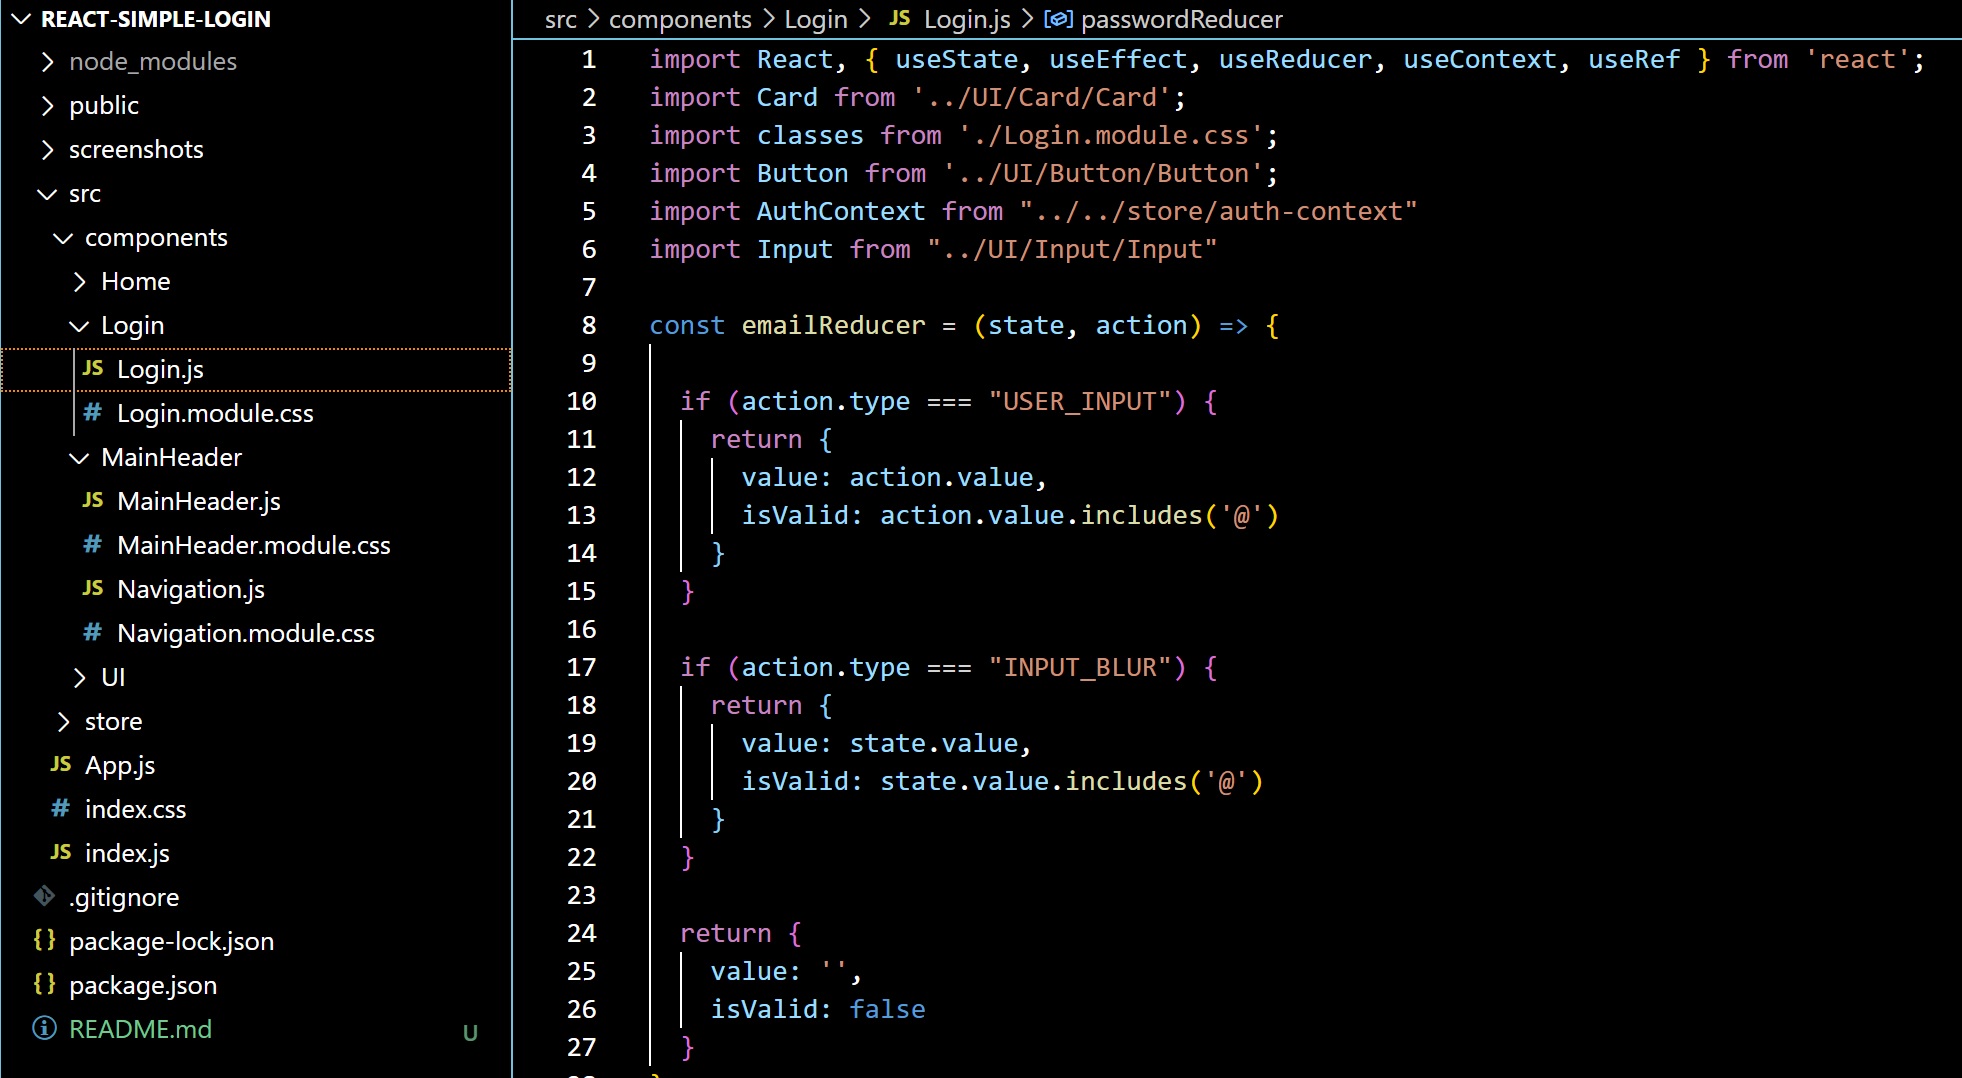 REACT-SIMPLE-LOGIN
node_modules
public
screenshots
src
components
Home
Login
JS Login.js
# Login.module.css
MainHeader
JS MainHeader.js
# MainHeader.module.css
JS Navigation.js
# Navigation.module.css
UI
store
JS App.js
# index.css
JS index.js
.gitignore
{} package-lock.json
{} package.json
README.md U
src > components > Login > JS Login.js > passwordReducer
1 import React, { useState, useEffect, useReducer, useContext, useRef } from 'react';
2 import Card from '../UI/Card/Card';
3 import classes from './Login.module.css';
4 import Button from '../UI/Button/Button';
5 import AuthContext from "../../store/auth-context"
6 import Input from "../UI/Input/Input"
7
8 const emailReducer = (state, action) => {
9
10 if (action.type === "USER_INPUT") {
11 return {
12 value: action.value,
13 isValid: action.value.includes('@')
14 }
15 }
16
17 if (action.type === "INPUT_BLUR") {
18 return {
19 value: state.value,
20 isValid: state.value.includes('@')
21 }
22 }
23
24 return {
25 value: '',
26 isValid: false
27 }